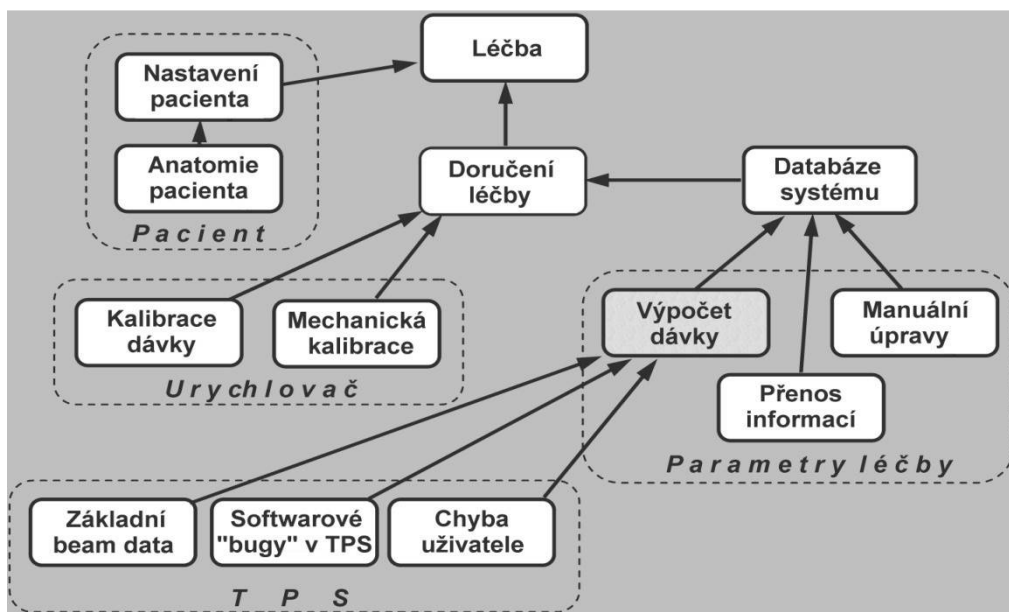 Léčba
Nastavení
pacienta
Anatomie
pacienta
Pacient
Doručení
léčby
Databáze
systému
Kalibrace
dávky
Mechanická
kalibrace
Urychlovač
Výpočet
dávky
Manuální
úpravy
Přenos
informací
Parametry léčby
Základní
beam data
Softwarové
"bugy" v TPS
Chyba
uživatele
T P S